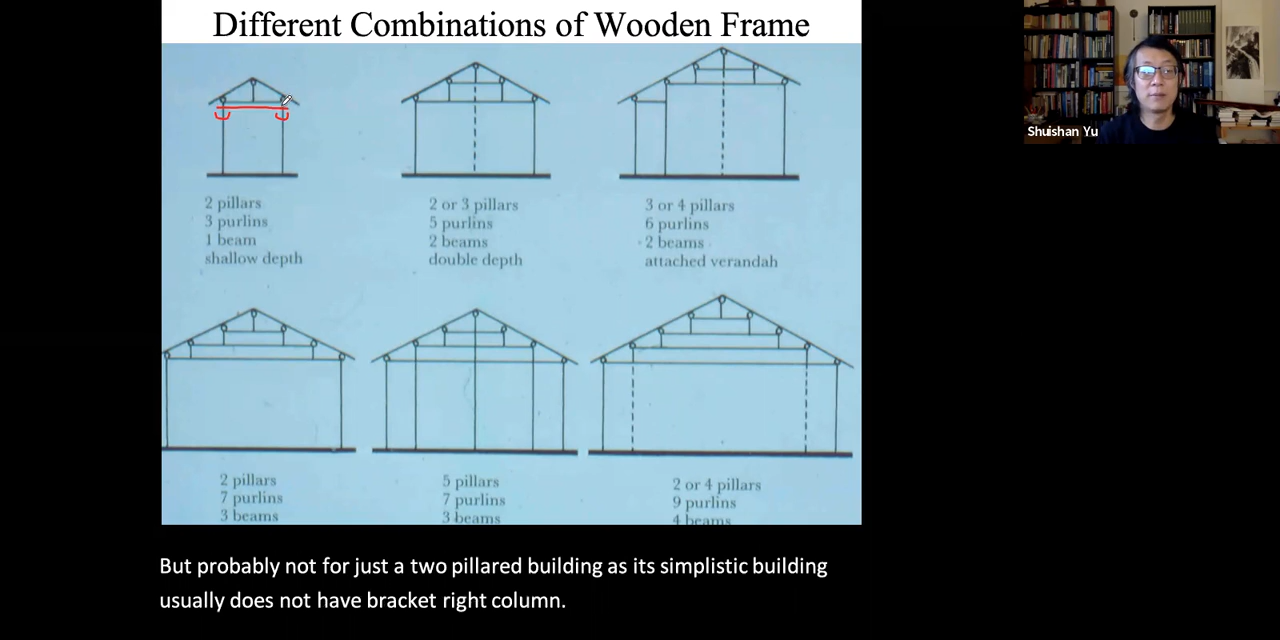 Different Combinations of Wooden Frame
Shuishan Yu
2 pillars
3 purlins
1 beam
shallow depth
2 or 3 pillars
5 purlins
2 beams
double depth
3 or 4 pillars
6 purlins
2 beams
attached verandah
2 pillars
7 purlins
3 beams
5 pillars
7 purlins
3 beams
2 or 4 pillars
9 purlins
4 beams
But probably not for just a two pillared building as its simplistic building
usually does not have bracket right column.